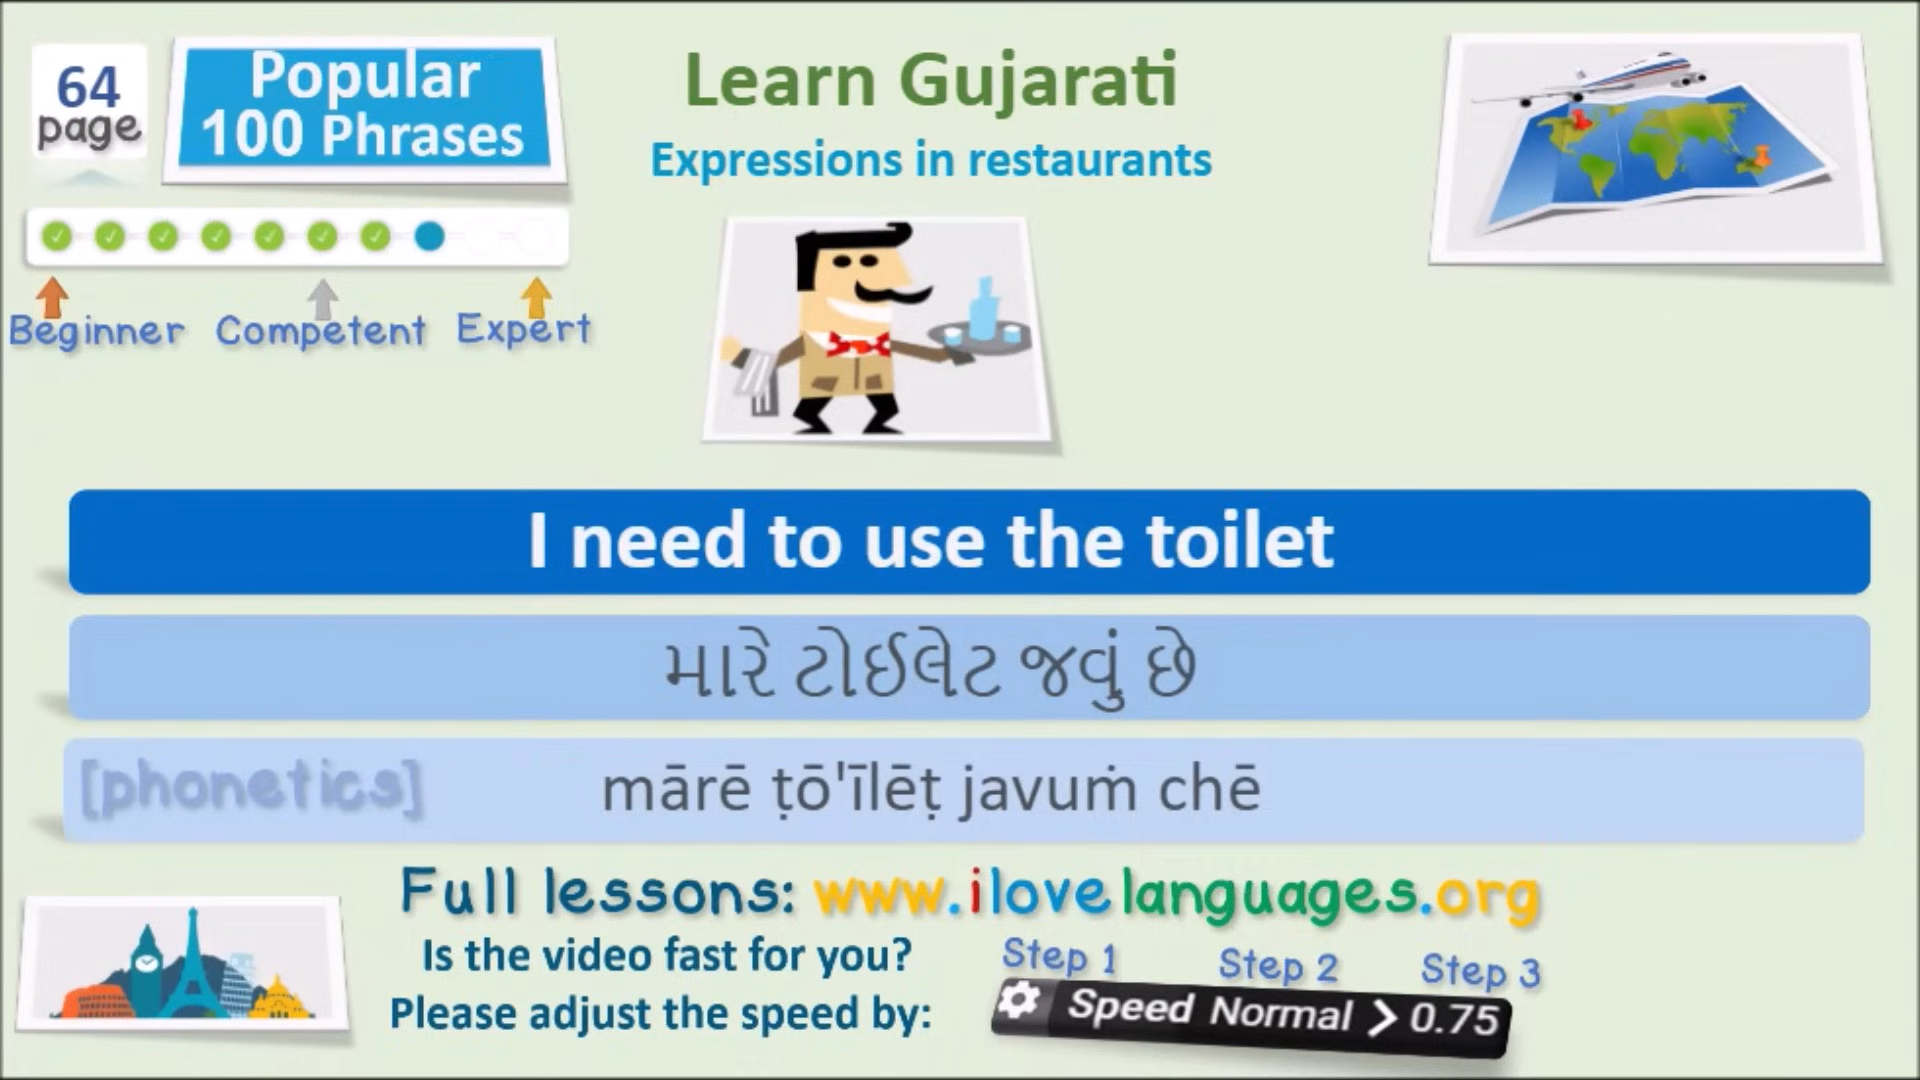 64
page
Popular
100 Phrases
Learn Gujarati
Expressions in restaurants
Beginner Competent Expert
I need to use the toilet
મારે ટોઈલેટ જવું છે
[phonetics] mārē ṭō'īlēṭ javuṁ chē
Full lessons: www.ilovelanguages.org
Is the video fast for you?
Please adjust the speed by:
Step 1 Step 2 Step 3
Speed Normal > 0.75